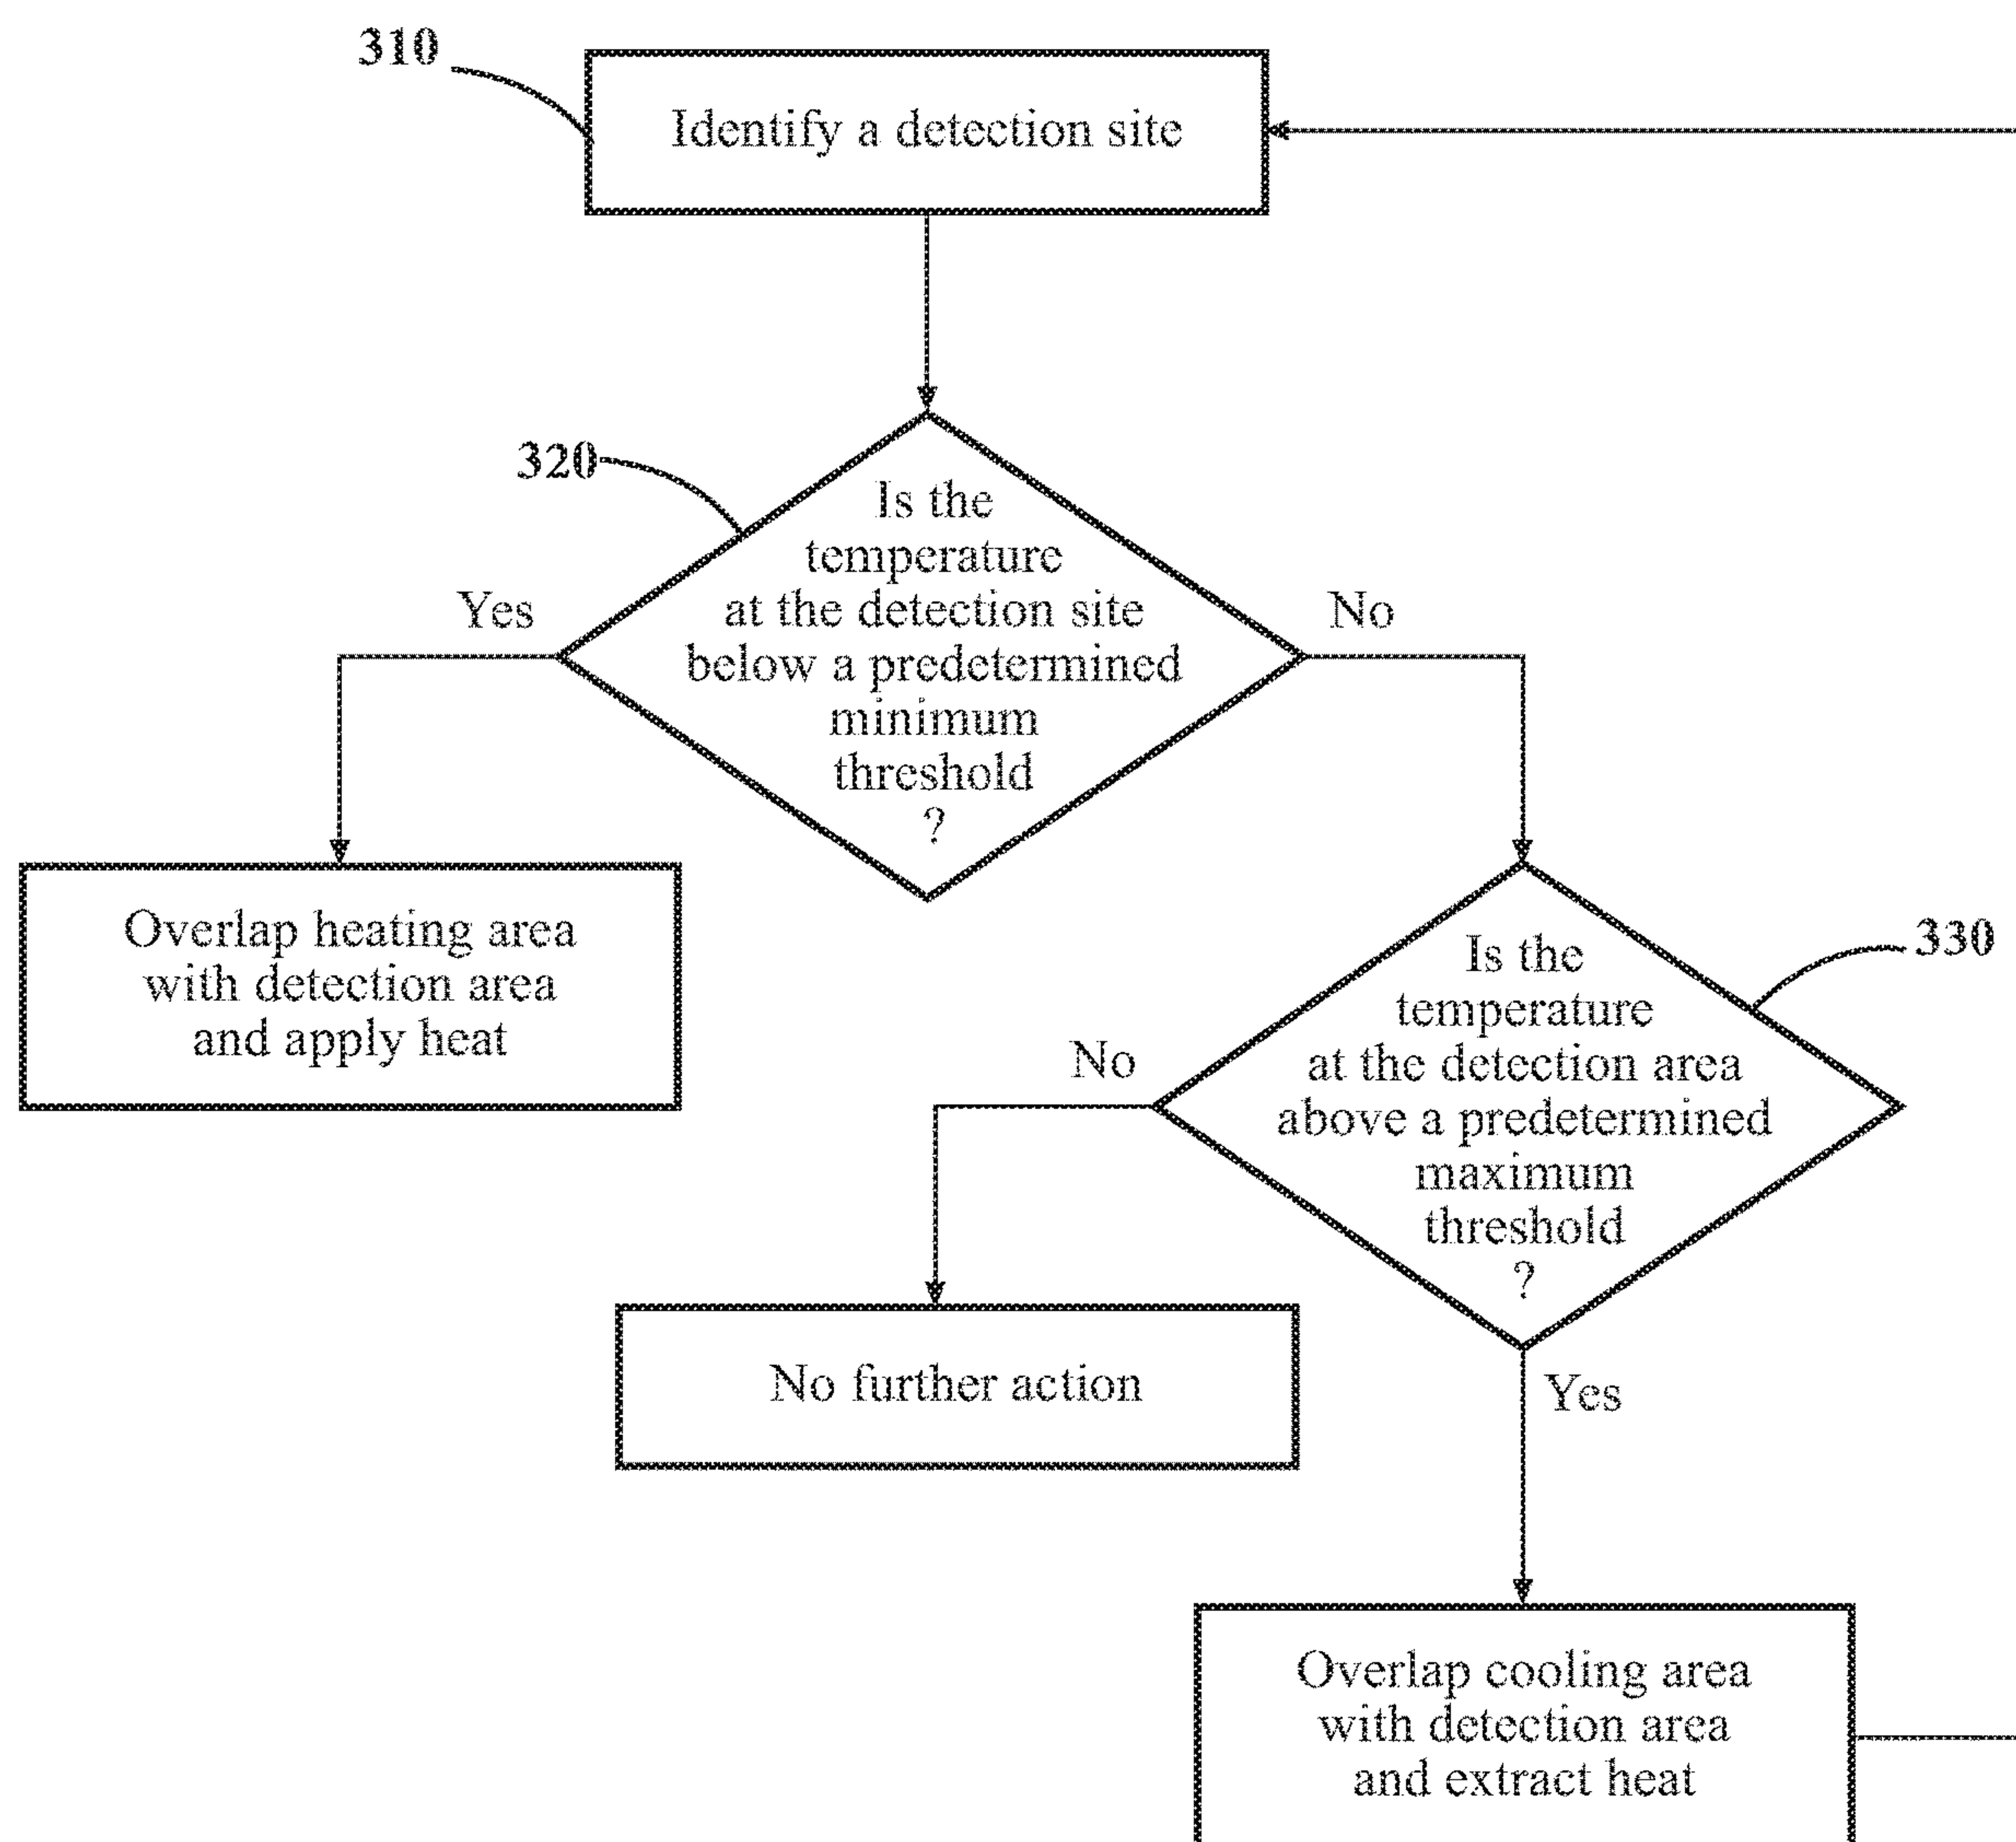 310
Identify a detection site
320
Is the
temperature
at the detection site
below a predetermined
minimum
threshold
?
Yes
No
Overlap heating area
with detection area
and apply heat
330
Is the
temperature
at the detection area
above a predetermined
maximum
threshold
?
No
No further action
Yes
Overlap cooling area
with detection area
and extract heat